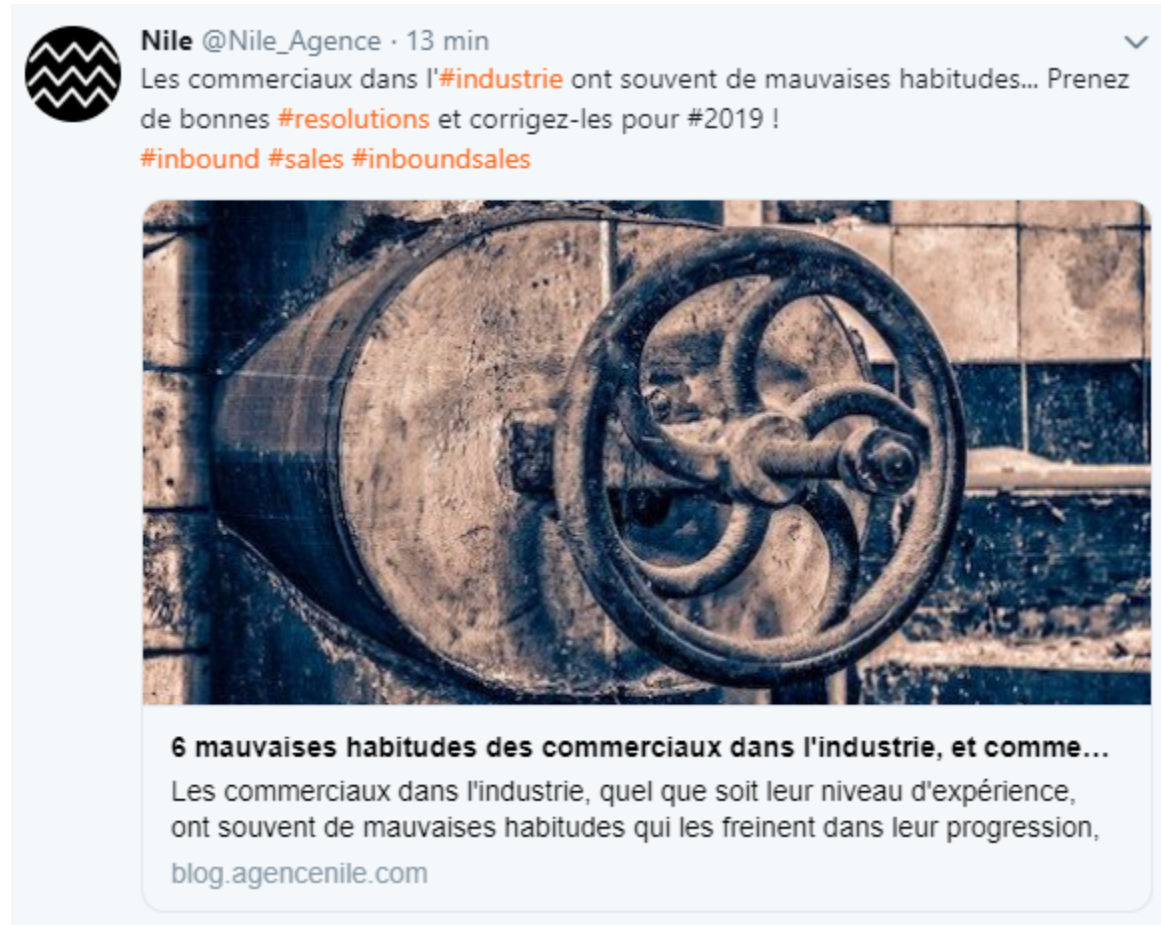 Nile @Nile_Agence · 13 min
Les commerciaux dans l'#industrie ont souvent de mauvaises habitudes... Prenez
de bonnes #resolutions et corrigez-les pour #2019 !
#inbound #sales #inboundsales
6 mauvaises habitudes des commerciaux dans l'industrie, et comme...
Les commerciaux dans l'industrie, quel que soit leur niveau d'expérience,
ont souvent de mauvaises habitudes qui les freinent dans leur progression,
blog.agencenile.com